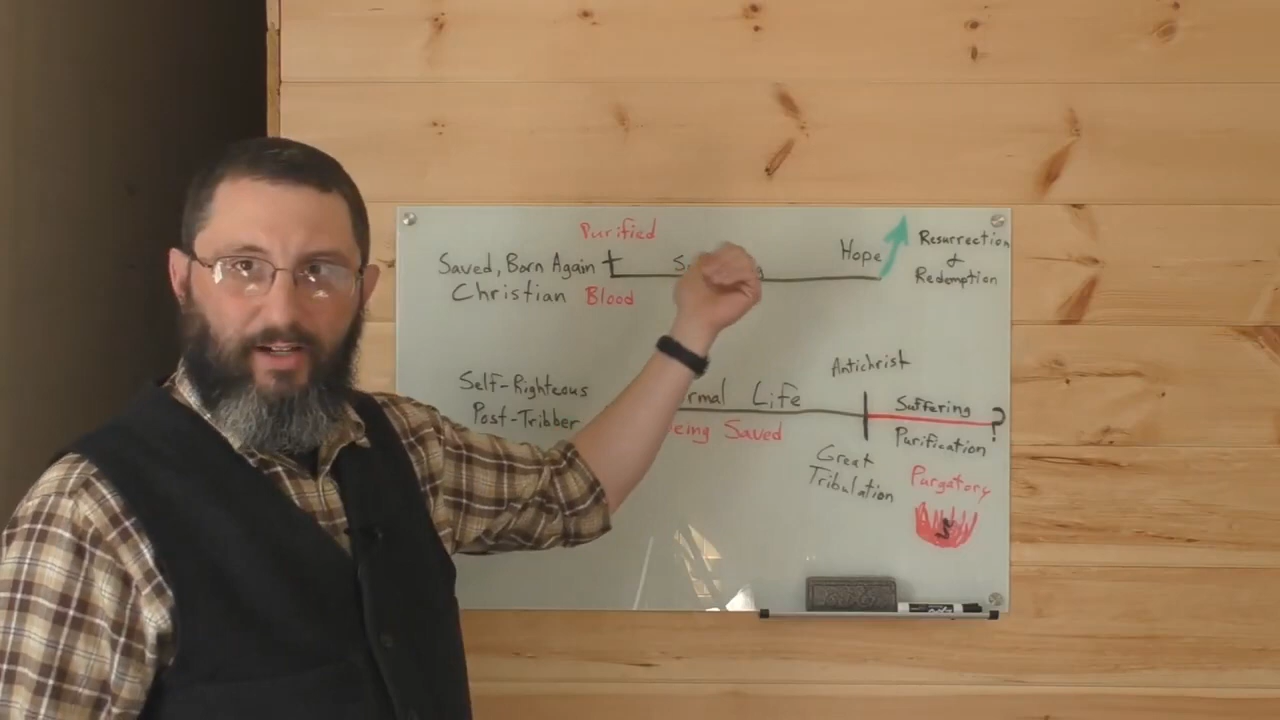 Purified
Saved, Born Again
Hope
Resurrection
&
Redemption
Christian Blood
Antichrist
Self-Righteous
Post-Tribber
Life
Saved
Suffering
?
Purification
Great
Tribulation
Purgatory